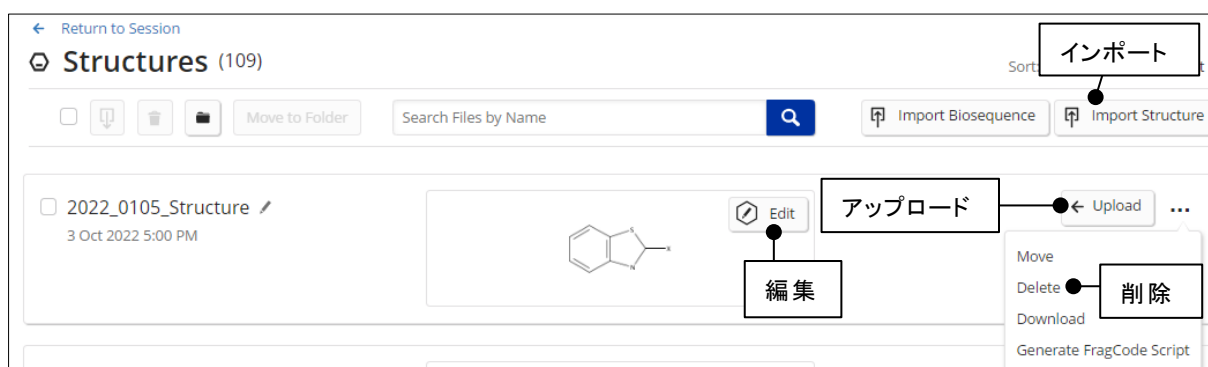 ← Return to Session
Structures (109)
Sort:
インポート
Move to Folder
Search Files by Name
Import Biosequence
Import Structure
2022_0105_Structure
3 Oct 2022 5:00 PM
S
N
X
Edit
編集
アップロード
← Upload
...
Move
Delete
削除
Download
Generate FragCode Script